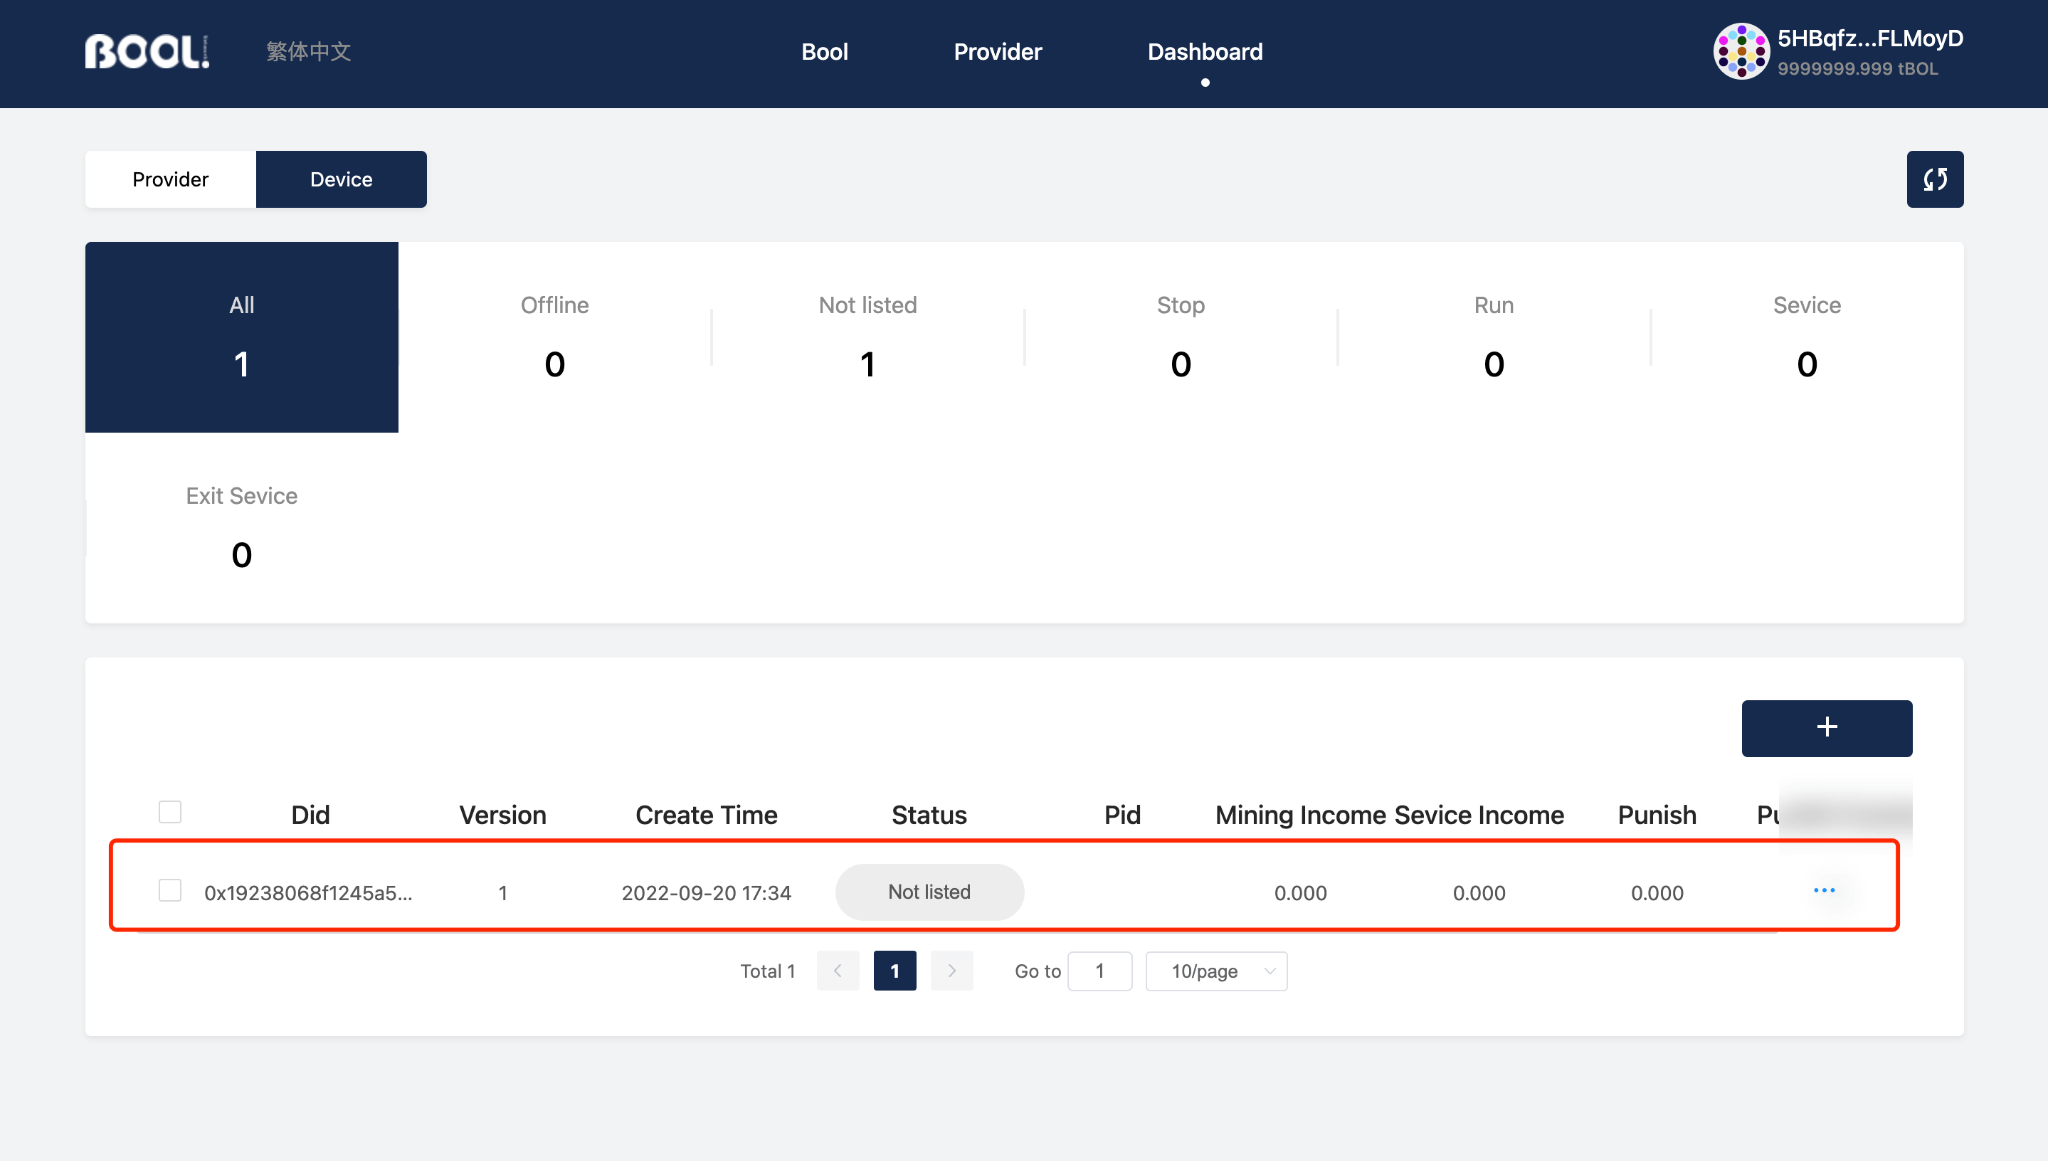 BOOL!
繁体中文
Bool
Provider
Dashboard
5HBqfz...FLMoyD
9999999.999 tBOL
Provider
Device
All
1
Offline
0
Not listed
1
Stop
0
Run
0
Sevice
0
Exit Sevice
0
+
Did Version Create Time Status Pid Mining Income Sevice Income Punish
0x19238068f1245a5... 1 2022-09-20 17:34 Not listed 0.000 0.000 0.000 ...
Total 1 < 1 > Go to 1 10/page